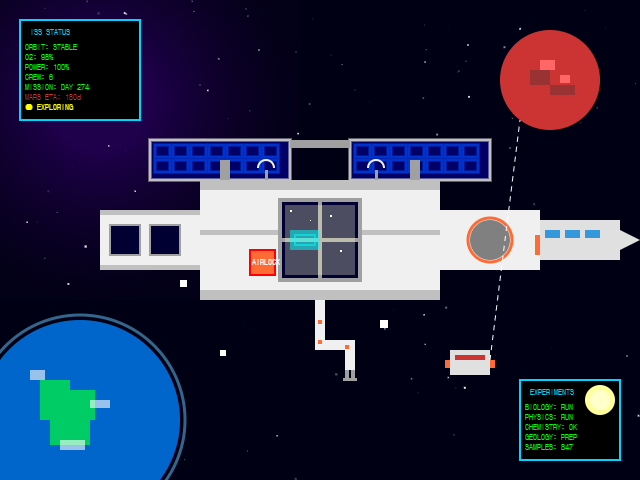 ISS STATUS
ORBIT: STABLE
O2: 98%
POWER: 100%
CREW: 6
MISSION: DAY 274
MARS ETA: 180d
EXPLORING
AIRLOCK
EXPERIMENTS
BIOLOGY: RUN
PHYSICS: RUN
CHEMISTRY: OK
GEOLOGY: PREP
SAMPLES: 847